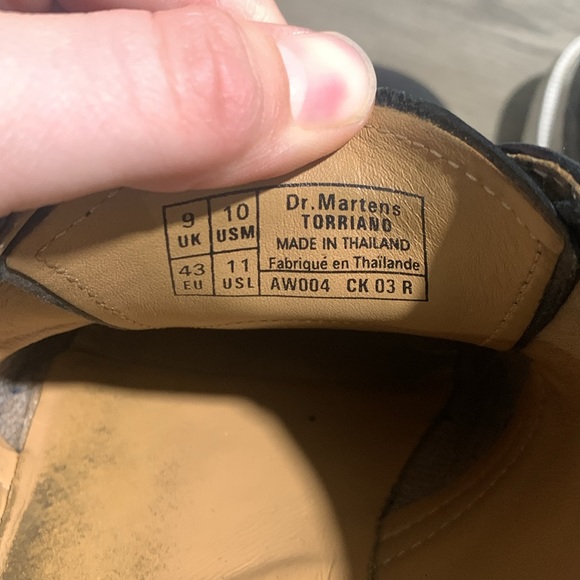 9 UK
10 USM
43 EU
11 USL
Dr.Martens
TORRIANO
MADE IN THAILAND
Fabriqué en Thaïlande
AW004 CK 03 R